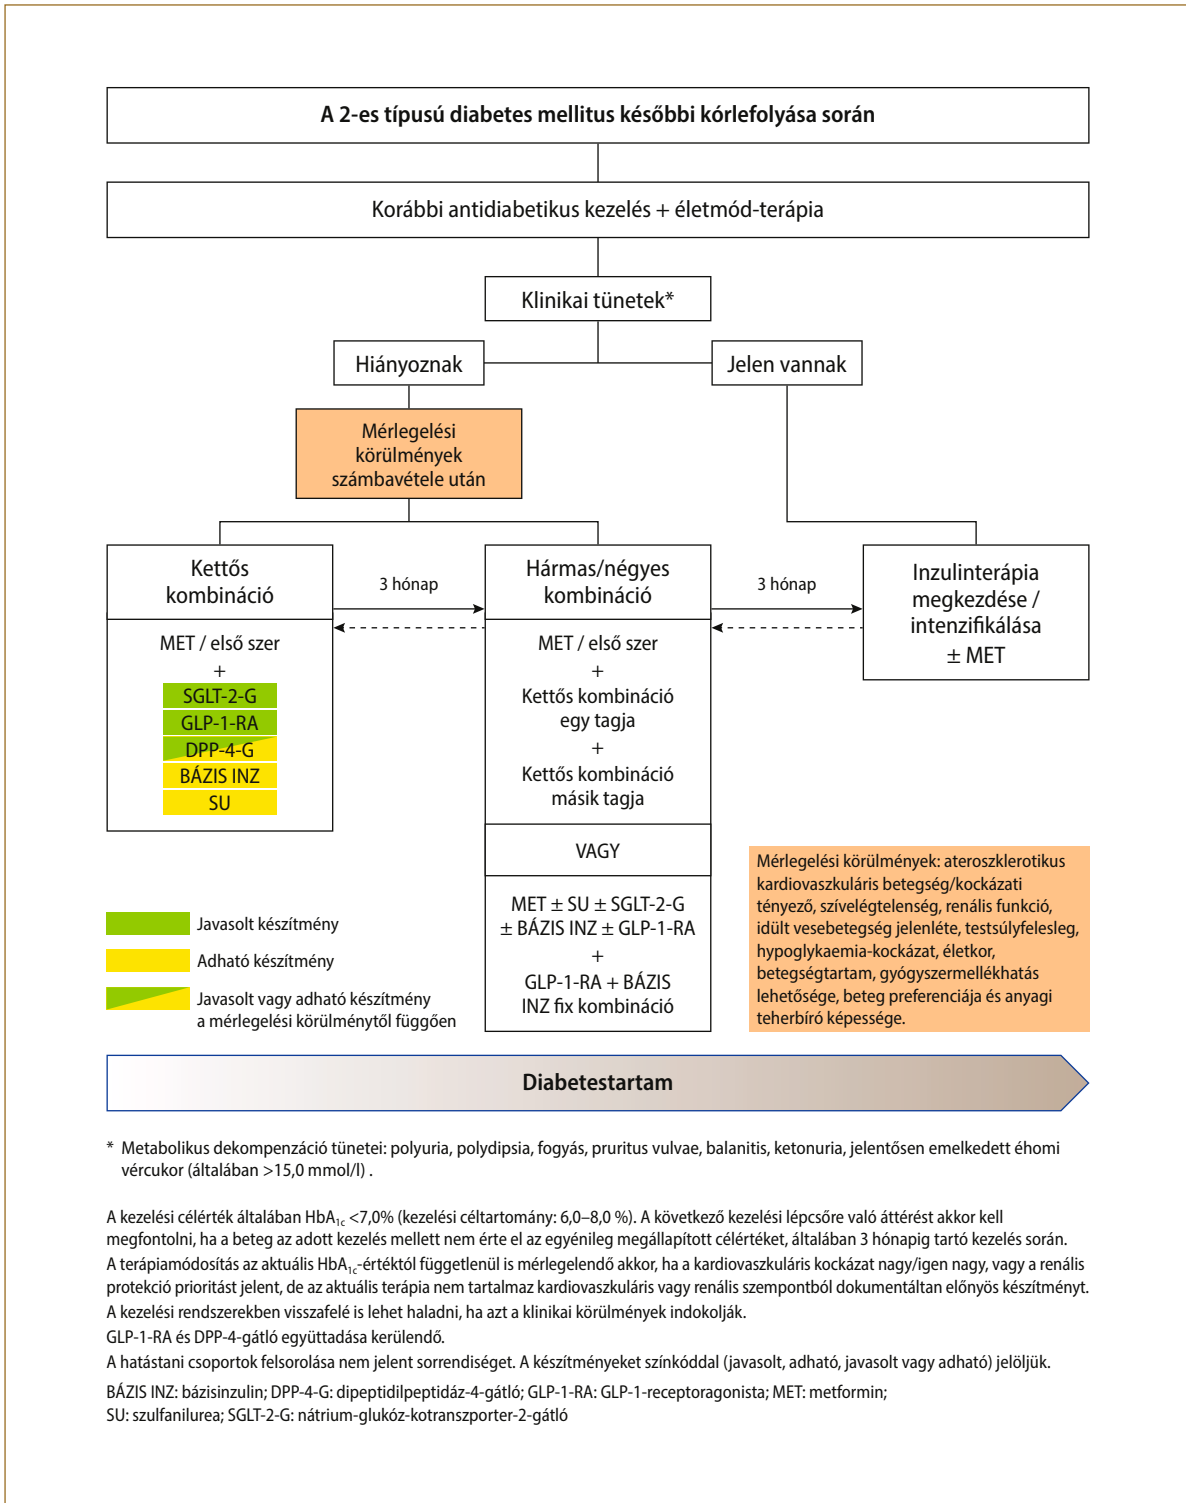 A 2-es típusú diabetes mellitus későbbi kórlefolyása során
Korábbi antidiabetikus kezelés + életmód-terápia
Klinikai tünetek*
Hiányoznak
Jelen vannak
Mérlegelési
körülmények
számbavétele után
Kettős
kombináció
3 hónap
Hármas/négyes
kombináció
3 hónap
Inzulinterápia
megkezdése /
intenzifikálása
± MET
MET / első szer
+
SGLT-2-G
GLP-1-RA
DPP-4-G
BÁZIS INZ
SU
MET / első szer
+
Kettős kombináció
egy tagja
+
Kettős kombináció
másik tagja
VAGY
MET ± SU ± SGLT-2-G
± BÁZIS INZ ± GLP-1-RA
+
GLP-1-RA + BÁZIS
INZ fix kombináció
Javasolt készítmény
Adható készítmény
Javasolt vagy adható készítmény
a mérlegelési körülménytől függően
Mérlegelési körülmények: ateroszklerotikus
kardiovaszkuláris betegség/kockázati
tényező, szívelégtelenség, renális funkció,
idült vesebetegség jelenléte, testsúlyfelesleg,
hypoglykaemia-kockázat, életkor,
betegségtartam, gyógyszermellékhatás
lehetősége, beteg preferenciája és anyagi
teherbíró képessége.
Diabetestartam
* Metabolikus dekompenzáció tünetei: polyuria, polydipsia, fogyás, pruritus vulvae, balanitis, ketonuria, jelentősen emelkedett éhomi
vércukor (általában >15,0 mmol/l) .
A kezelési célérték általában HbA1c <7,0% (kezelési céltartomány: 6,0–8,0 %). A következő kezelési lépcsőre való áttérést akkor kell
megfontolni, ha a beteg az adott kezelés mellett nem érte el az egyénileg megállapított célértéket, általában 3 hónapig tartó kezelés során.
A terápiamódosítás az aktuális HbA1c-értéktól függetlenül is mérlegelendő akkor, ha a kardiovaszkuláris kockázat nagy/igen nagy, vagy a renális
protekció prioritást jelent, de az aktuális terápia nem tartalmaz kardiovaszkuláris vagy renális szempontból dokumentáltan előnyös készítményt.
A kezelési rendszerekben visszafelé is lehet haladni, ha azt a klinikai körülmények indokolják.
GLP-1-RA és DPP-4-gátló együttadása kerülendő.
A hatástani csoportok felsorolása nem jelent sorrendiséget. A készítményeket színkóddal (javasolt, adható, javasolt vagy adható) jelöljük.
BÁZIS INZ: bázisinzulin; DPP-4-G: dipeptidilpeptidáz-4-gátló; GLP-1-RA: GLP-1-receptoragonista; MET: metformin;
SU: szulfanilurea; SGLT-2-G: nátrium-glukóz-kotranszporter-2-gátló